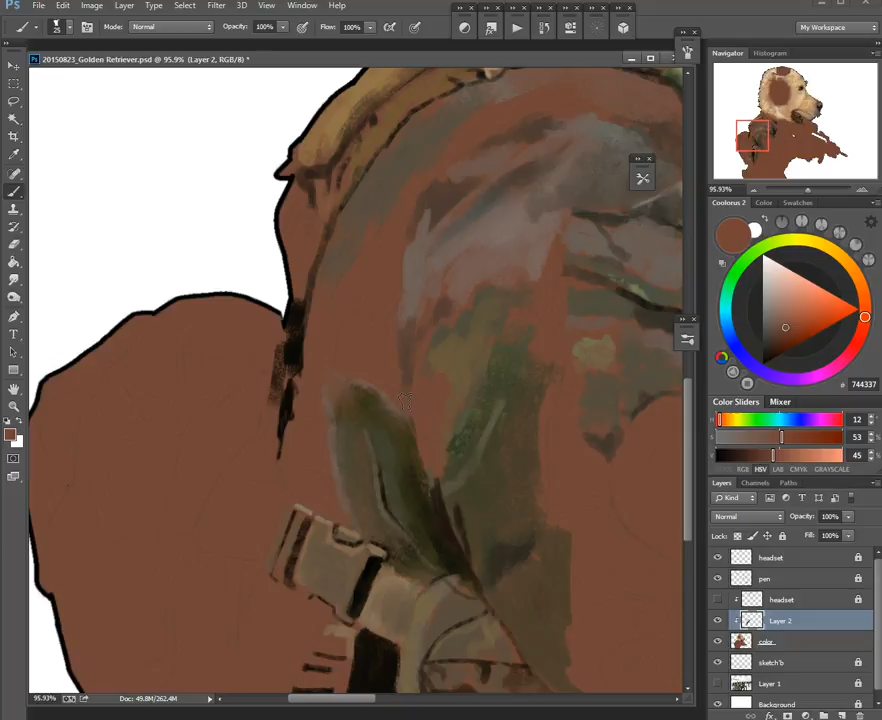 Ps File Edit Image Layer Type Select Filter 3D View Window Help
25 Mode: Normal Opacity: 100% Flow: 100% My Workspace
20150823_Golden Retriever.psd @ 95.9% (Layer 2, RGB/8) *
Navigator Histogram
95.93%
Coolorus 2 Color Swatches
# 744337
Color Sliders Mixer
H 12 °
S 53 %
45 %
RGB HSV LAB CMYK GRAYSCALE
Layers Channels Paths
Kind
Normal Opacity: 100%
Lock: Fill: 100%
headset
pen
headset
Layer 2
color
sketch'b
Layer 1
Background
95.93% Doc: 49.8M/262.4M
fx